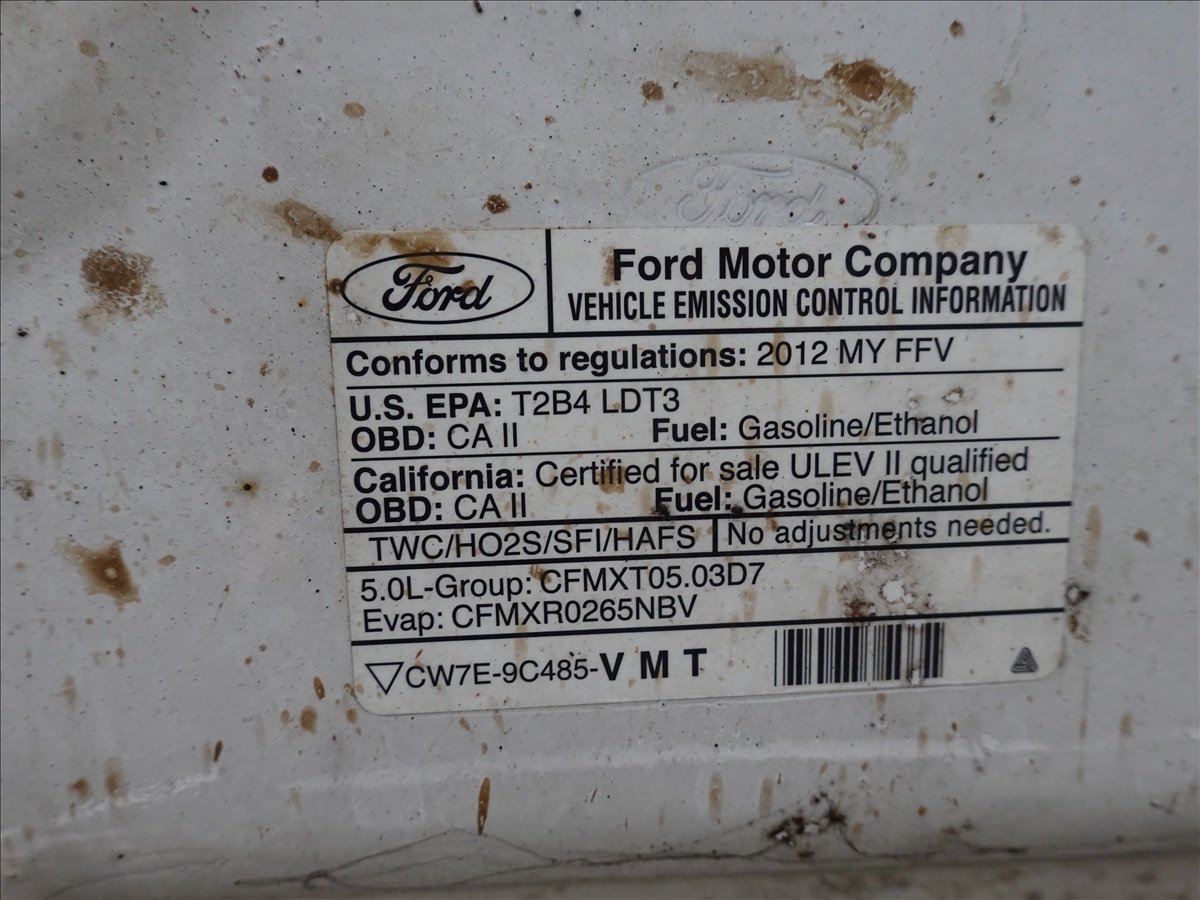 Ford
Ford
Ford Motor Company
VEHICLE EMISSION CONTROL INFORMATION
Conforms to regulations: 2012 MY FFV
U.S. EPA: T2B4 LDT3
OBD: CA II Fuel: Gasoline/Ethanol
California: Certified for sale ULEV II qualified
OBD: CA II Fuel: Gasoline/Ethanol
TWC/HO2S/SFI/HAFS No adjustments needed.
5.0L-Group: CFMXT05.03D7
Evap: CFMXR0265NBV
CW7E-9C485-V M T